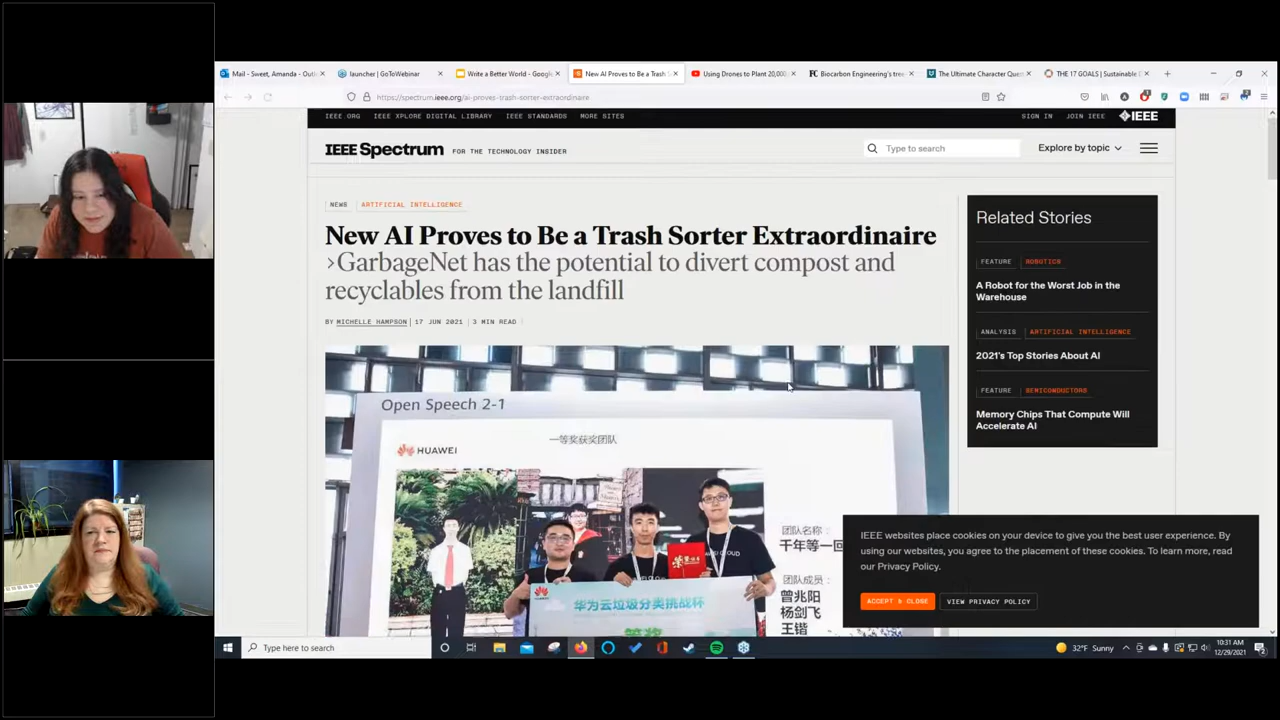 Mail - Sweet, Amanda - Outl
launcher | GoToWebinar
Write a Better World - Google
New AI Proves to Be a Trash S
Using Drones to Plant 20,000,
Biocarbon Engineering's tree-
The Ultimate Character Quest
THE 17 GOALS | Sustainable D
https://spectrum.ieee.org/ai-proves-trash-sorter-extraordinaire
IEEE.ORG IEEE XPLORE DIGITAL LIBRARY IEEE STANDARDS MORE SITES
SIGN IN JOIN IEEE IEEE
IEEE Spectrum FOR THE TECHNOLOGY INSIDER
Type to search
Explore by topic
NEWS ARTIFICIAL INTELLIGENCE
New AI Proves to Be a Trash Sorter Extraordinaire
>GarbageNet has the potential to divert compost and
recyclables from the landfill
BY MICHELLE HAMPSON 17 JUN 2021 3 MIN READ
Open Speech 2-1
一等奖获奖团队
HUAWEI
团队名称：
千年等一回
团队成员
曾兆阳
杨剑飞
王锴
华为云垃圾分类挑战杯
Related Stories
FEATURE ROBOTICS
A Robot for the Worst Job in the
Warehouse
ANALYSIS ARTIFICIAL INTELLIGENCE
2021's Top Stories About AI
FEATURE SEMICONDUCTORS
Memory Chips That Compute Will
Accelerate AI
IEEE websites place cookies on your device to give you the best user experience. By
using our websites, you agree to the placement of these cookies. To learn more, read
our Privacy Policy.
ACCEPT & CLOSE
VIEW PRIVACY POLICY
Type here to search
32°F Sunny
10:31 AM
12/29/2021